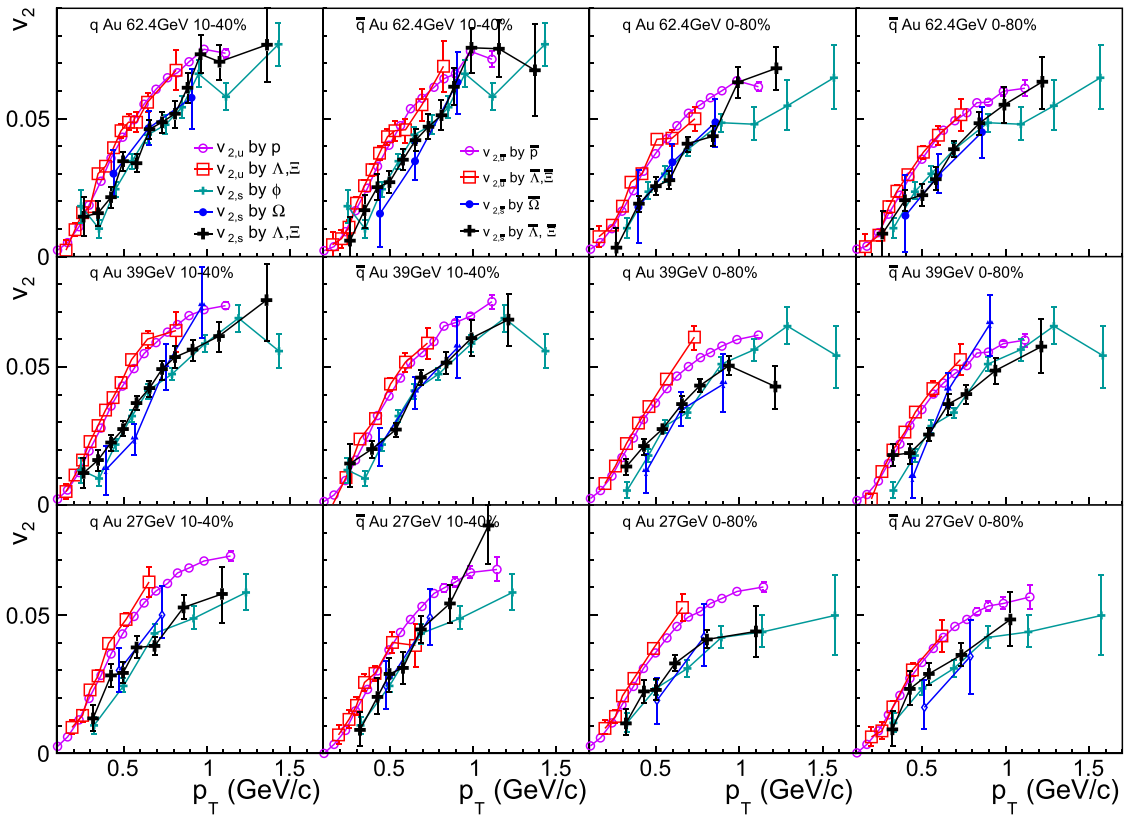 v₂
q Au 62.4GeV 10-40%
q̅ Au 62.4GeV 10-40%
q Au 62.4GeV 0-80%
q̅ Au 62.4GeV 0-80%
0.05
0
v₂,ᵤ by p
v₂,ᵤ by Λ,Ξ
v₂,ₛ by ϕ
v₂,ₛ by Ω
v₂,ₛ by Λ,Ξ
v₂,u̅ by p̅
v₂,u̅ by Λ̅,Ξ̅
v₂,s̅ by Ω̅
v₂,s̅ by Λ̅, Ξ̅
v₂
q Au 39GeV 10-40%
q̅ Au 39GeV 10-40%
q Au 39GeV 0-80%
q̅ Au 39GeV 0-80%
0.05
0
v₂
q Au 27GeV 10-40%
q̅ Au 27GeV 10-40%
q Au 27GeV 0-80%
q̅ Au 27GeV 0-80%
0.05
0
0.5 1 1.5
0.5 1 1.5
0.5 1 1.5
0.5 1 1.5
p_T (GeV/c)
p_T (GeV/c)
p_T (GeV/c)
p_T (GeV/c)